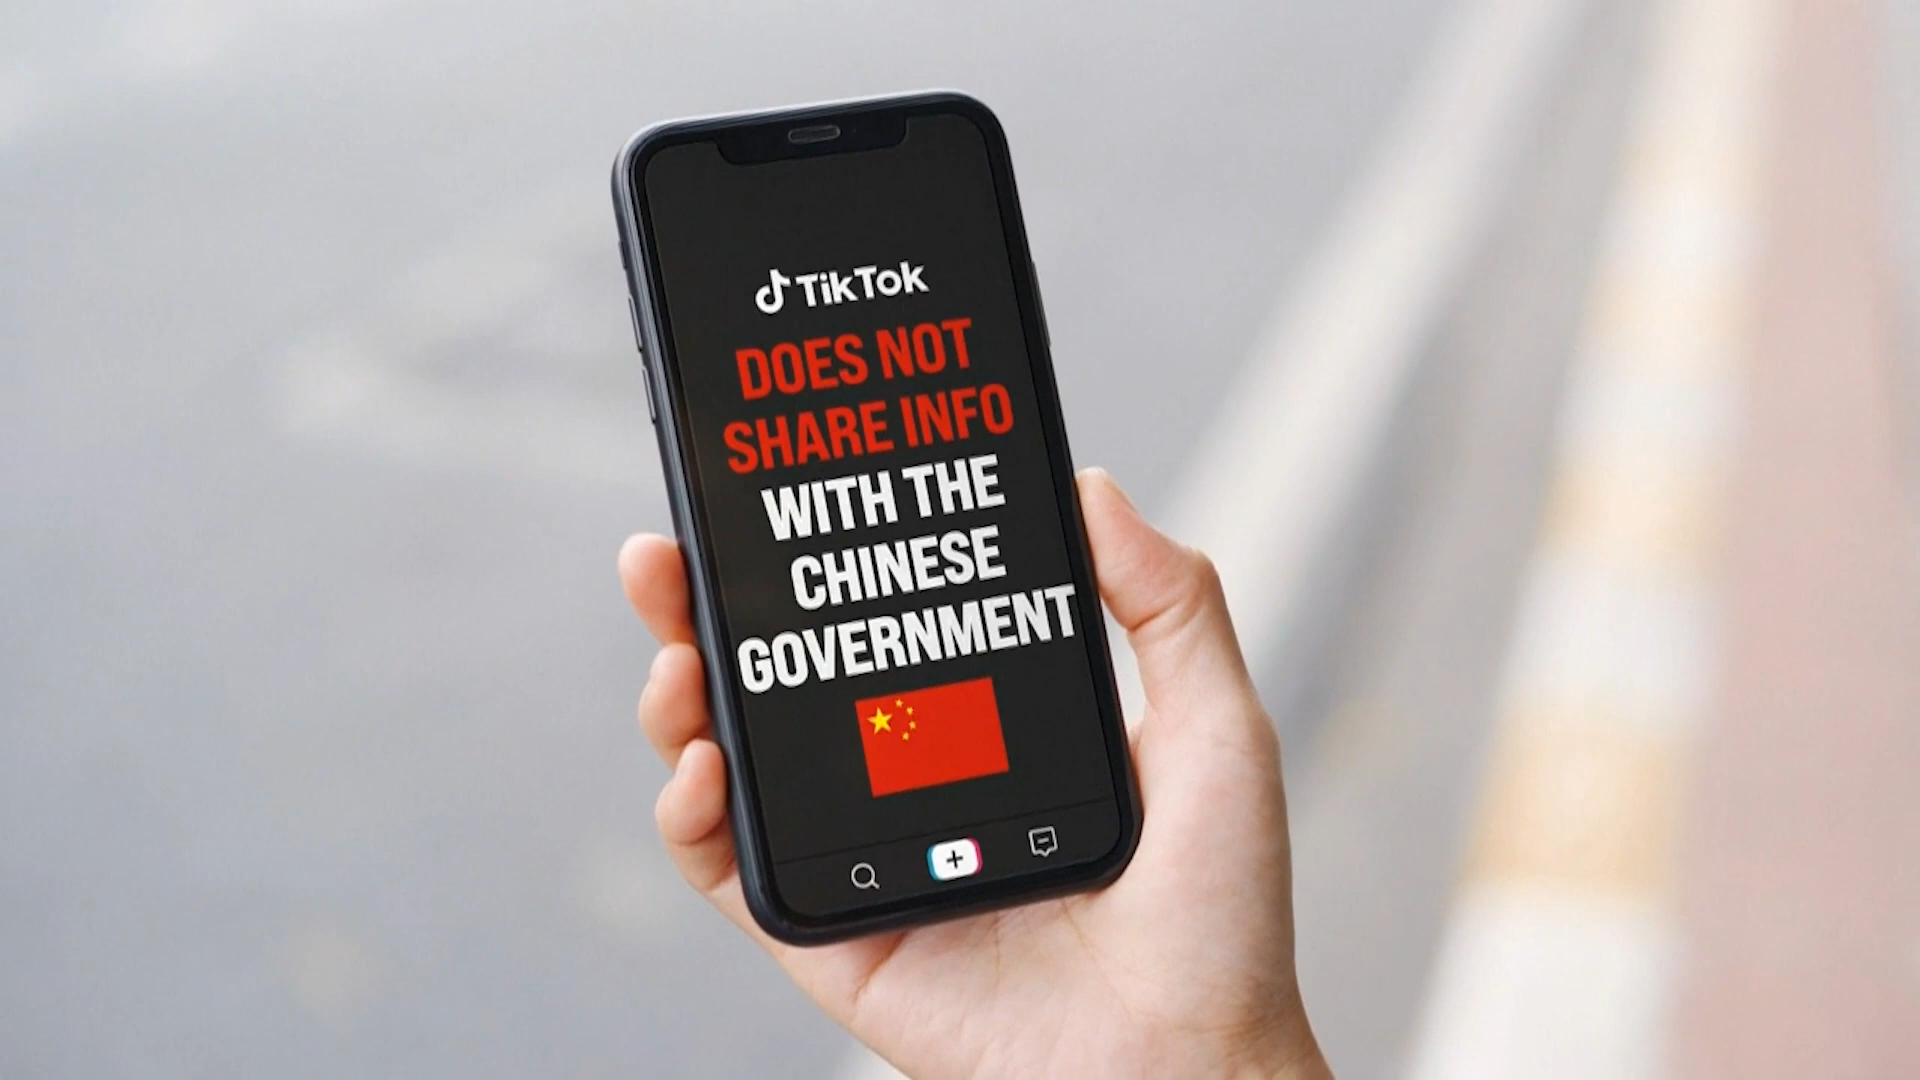 TikTok
DOES NOT
SHARE INFO
WITH THE
CHINESE
GOVERNMENT